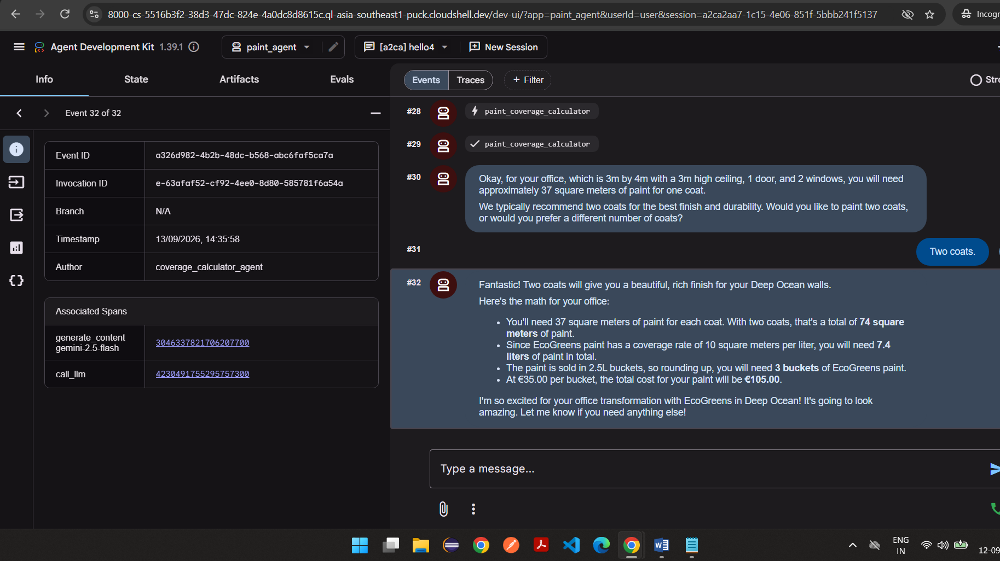 8000-cs-5516b3f2-38d3-47dc-824e-4a0dc8d8615c.ql-asia-southeast1-puck.cloudshell.dev/dev-ui/?app=paint_agent&userId=user&session=a2ca2aa7-1c15-4e06-851f-5bbb241f5137
Incogr
Agent Development Kit 1.39.1
paint_agent
[a2ca] hello4
New Session
Info
State
Artifacts
Evals
Events
Traces
+ Filter
Stre
Event 32 of 32
Event ID
a326d982-4b2b-48dc-b568-abc6faf5ca7a
Invocation ID
e-63afaf52-cf92-4ee0-8d80-585781f6a54a
Branch
N/A
Timestamp
13/09/2026, 14:35:58
Author
coverage_calculator_agent
Associated Spans
generate_content
gemini-2.5-flash
3046337821706207700
call_llm
4230491755295757300
#28
paint_coverage_calculator
#29
paint_coverage_calculator
#30
Okay, for your office, which is 3m by 4m with a 3m high ceiling, 1 door, and 2 windows, you will need
approximately 37 square meters of paint for one coat.
We typically recommend two coats for the best finish and durability. Would you like to paint two coats,
or would you prefer a different number of coats?
#31
Two coats.
#32
Fantastic! Two coats will give you a beautiful, rich finish for your Deep Ocean walls.
Here's the math for your office:
• You'll need 37 square meters of paint for each coat. With two coats, that's a total of 74 square
meters of paint.
• Since EcoGreens paint has a coverage rate of 10 square meters per liter, you will need 7.4
liters of paint in total.
• The paint is sold in 2.5L buckets, so rounding up, you will need 3 buckets of EcoGreens paint.
• At €35.00 per bucket, the total cost for your paint will be €105.00.
I'm so excited for your office transformation with EcoGreens in Deep Ocean! It's going to look
amazing. Let me know if you need anything else!
Type a message...
ENG
IN
12-09